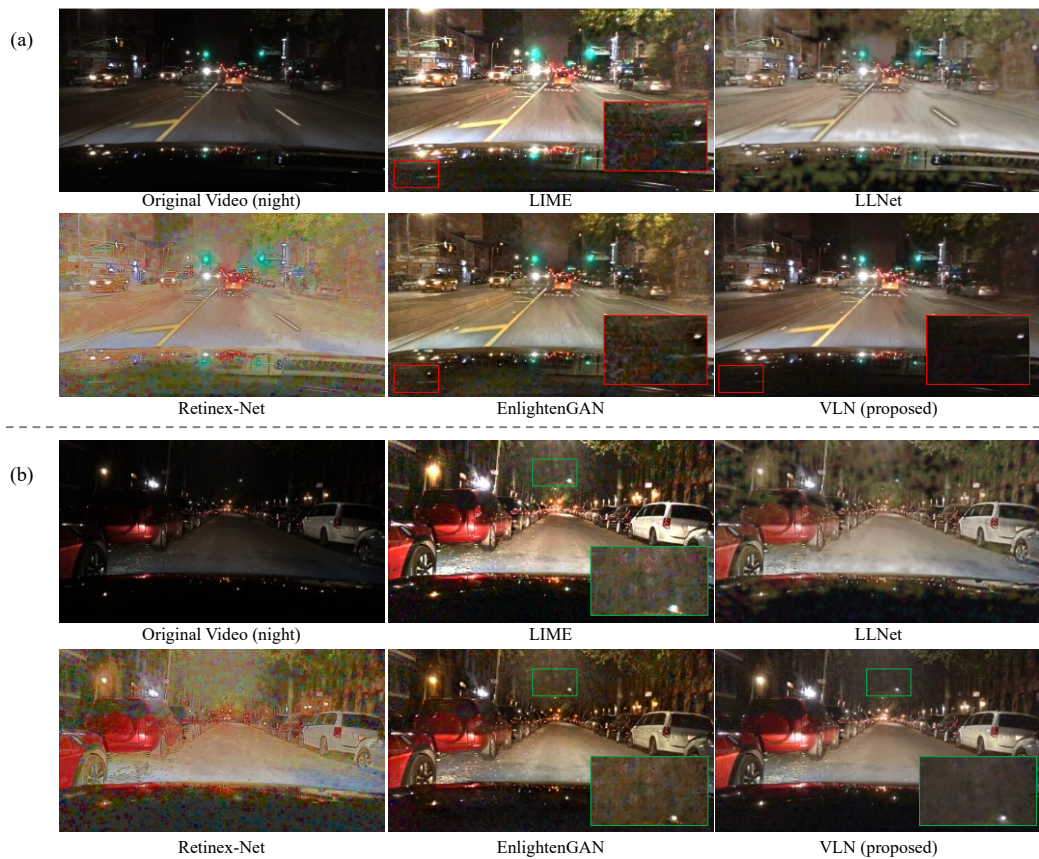 (a)
Original Video (night) LIME LLNet
Retinex-Net EnlightenGAN VLN (proposed)
(b)
Original Video (night) LIME LLNet
Retinex-Net EnlightenGAN VLN (proposed)